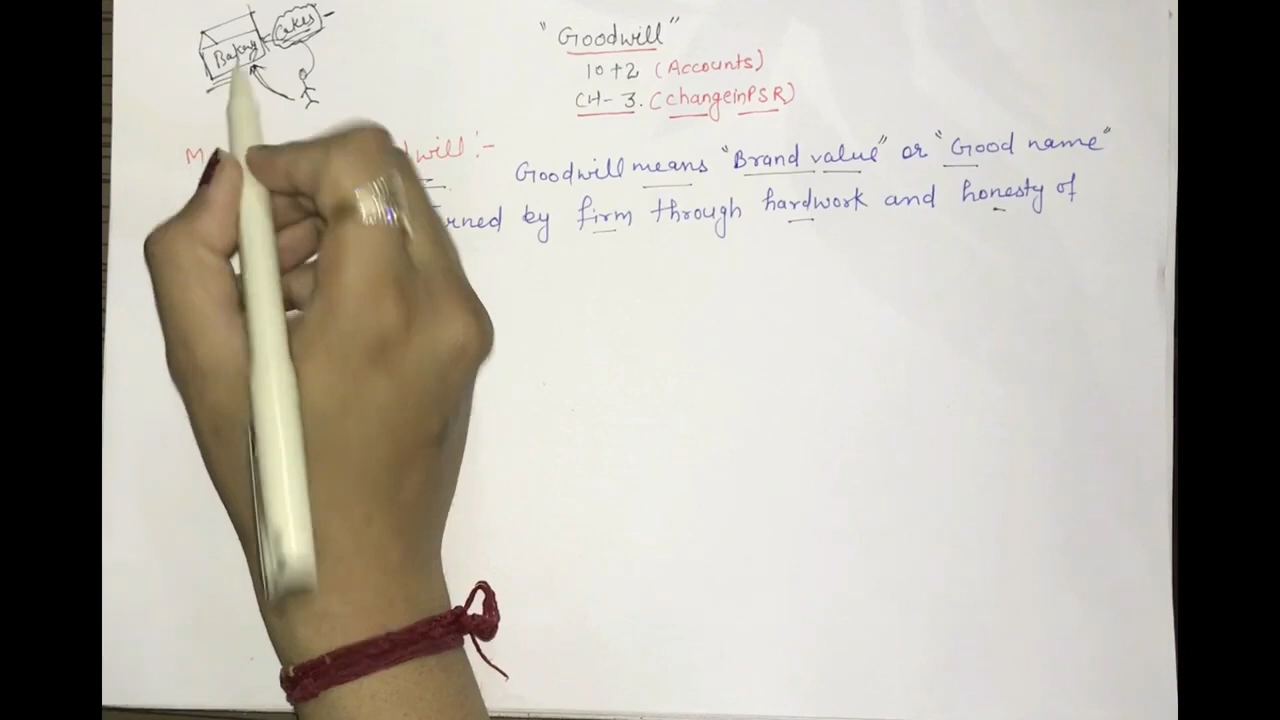 Bakery
Cakes
"Goodwill"
10+2 (Accounts)
CH-3. (change in PSR)
will :-
Goodwill means "Brand value" or "Good name"
by firm through hardwork and honesty of